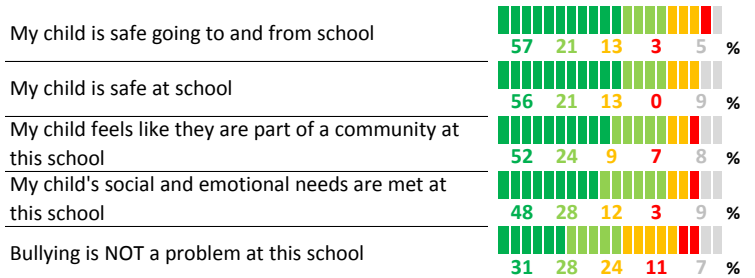 My child is safe going to and from school
57 21 13 3 5 %
My child is safe at school
56 21 13 0 9 %
My child feels like they are part of a community at
this school
52 24 9 7 8 %
My child's social and emotional needs are met at
this school
48 28 12 3 9 %
Bullying is NOT a problem at this school
31 28 24 11 7 %